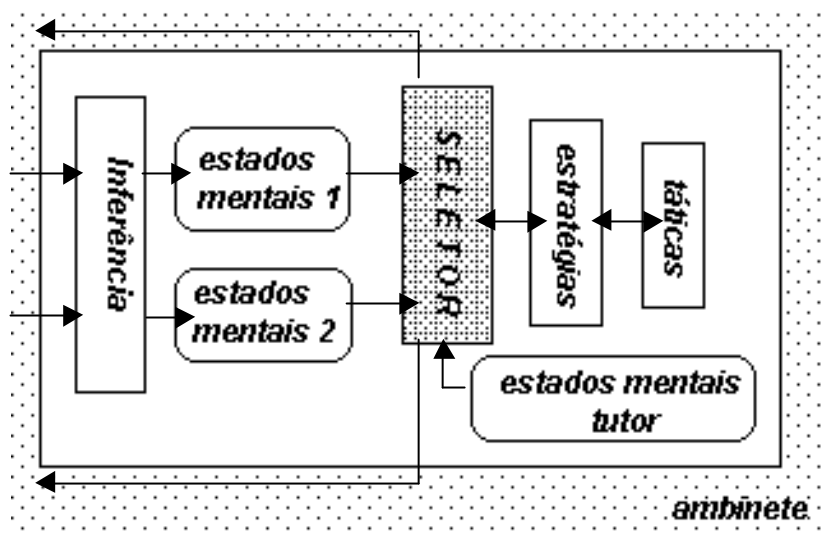 Inferência
estados
mentais 1
estados
mentais 2
SELETOR
estratégias
táticas
estados mentais
tutor
ambinete